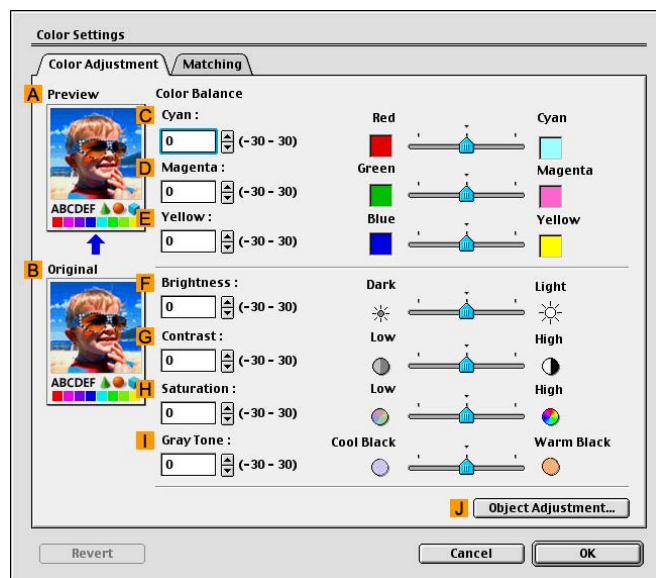 Color Settings
Color Adjustment Matching
A Preview Color Balance
C Cyan : Red Cyan
0 (-30 - 30)
D Magenta : Green Magenta
0 (-30 - 30)
ABCDEF
E Yellow : Blue Yellow
0 (-30 - 30)
B Original
F Brightness : Dark Light
0 (-30 - 30)
G Contrast : Low High
0 (-30 - 30)
ABCDEF
H Saturation : Low High
0 (-30 - 30)
I Gray Tone : Cool Black Warm Black
0 (-30 - 30)
J Object Adjustment...
Revert Cancel OK